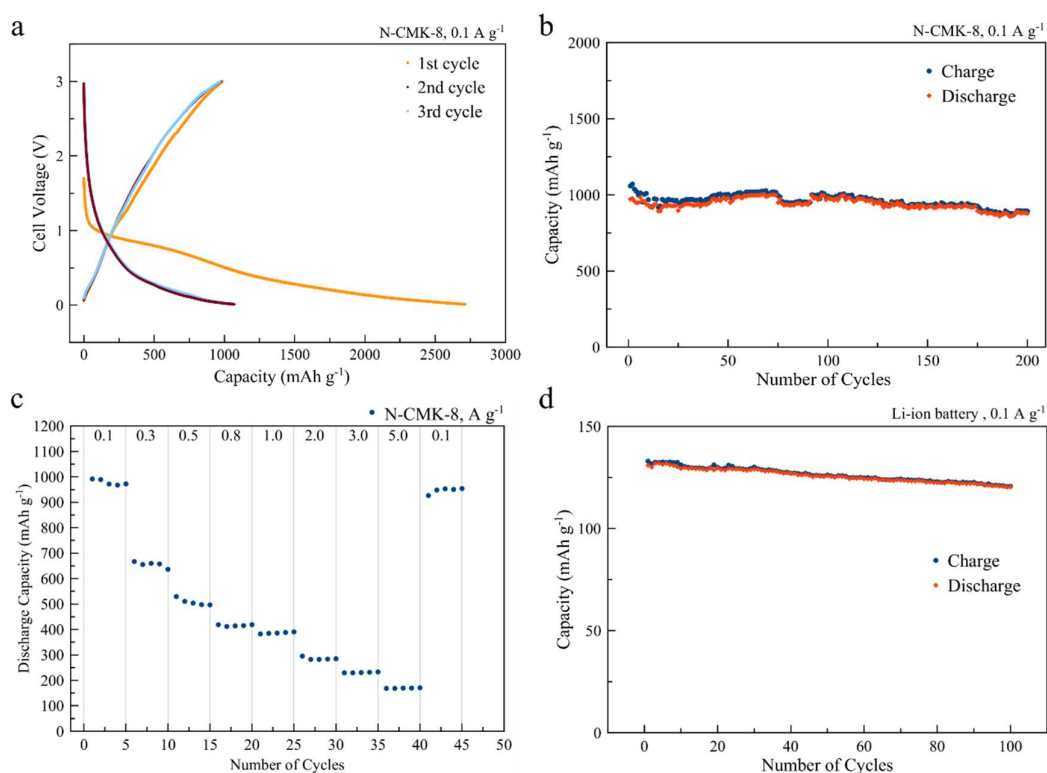 a
N-CMK-8, 0.1 A g⁻¹
1st cycle
2nd cycle
3rd cycle
3
2
1
0
Cell Voltage (V)
0 500 1000 1500 2000 2500 3000
Capacity (mAh g⁻¹)
b
N-CMK-8, 0.1 A g⁻¹
Charge
Discharge
2000
1750
1000
500
0
Capacity (mAh g⁻¹)
0 50 100 150 200
Number of Cycles
c
N-CMK-8, A g⁻¹
0.1 0.3 0.5 0.8 1.0 2.0 3.0 5.0 0.1
1200
1100
1000
900
800
700
600
500
400
300
200
100
0
Discharge Capacity (mAh g⁻¹)
0 5 10 15 20 25 30 35 40 45 50
Number of Cycles
d
Li-ion battery , 0.1 A g⁻¹
Charge
Discharge
150
100
50
0
Capacity (mAh g⁻¹)
0 20 40 60 80 100
Number of Cycles